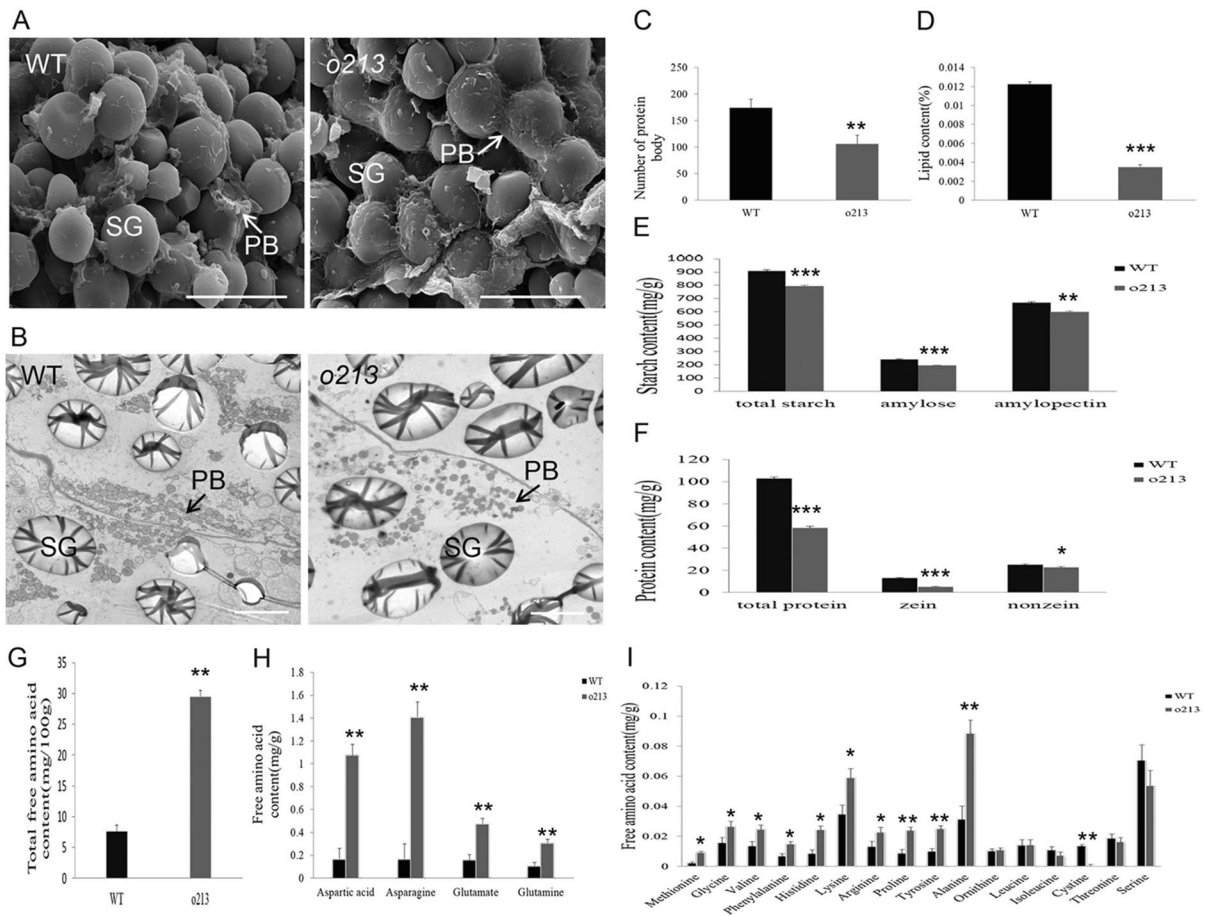 A
WT
SG
PB
o213
SG
PB
B
WT
PB
SG
o213
PB
SG
C
Number of protein
body
250
200
150
100
50
0
**
WT
o213
D
Lipid content(%)
0.014
0.012
0.01
0.008
0.006
0.004
0.002
0
***
WT
o213
E
Starch content(mg/g)
1000
900
800
700
600
500
400
300
200
100
0
***
***
**
WT
o213
total starch
amylose
amylopectin
F
Protein content(mg/g)
120
100
80
60
40
20
0
***
***
*
WT
o213
total protein
zein
nonzein
G
Total free amino acid
content(mg/100g)
35
30
25
20
15
10
5
0
**
WT
o213
H
Free amino acid
content(mg/g)
1.8
1.6
1.4
1.2
1
0.8
0.6
0.4
0.2
0
**
**
**
**
WT
o213
Aspartic acid
Asparagine
Glutamate
Glutamine
I
Free amino acid content(mg/g)
0.12
0.1
0.08
0.06
0.04
0.02
0
*
*
*
*
*
*
*
**
**
**
**
WT
o213
Methionine
Glycine
Valine
Phenylalanine
Histidine
Lysine
Arginine
Proline
Tyrosine
Alanine
Ornithine
Leucine
Isoleucine
Cystine
Threonine
Serine